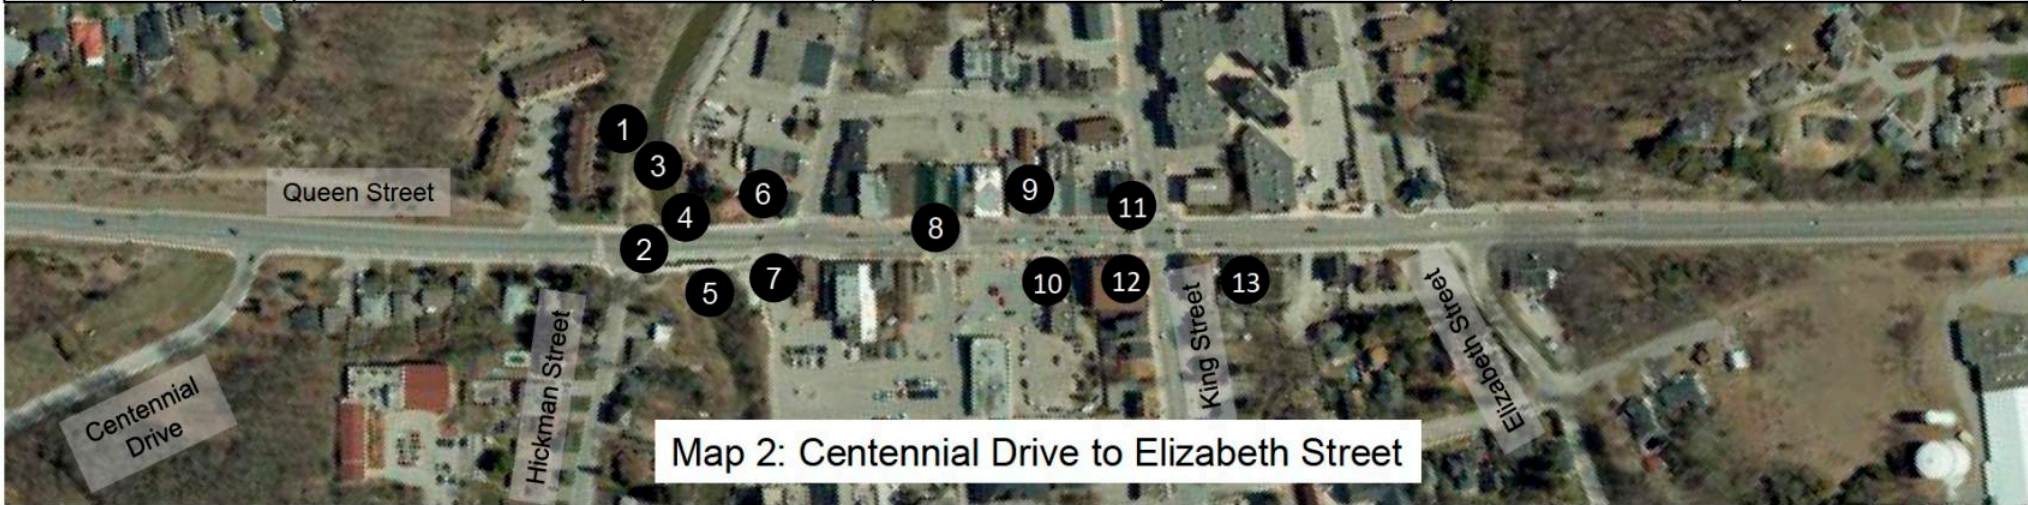 1
3
Queen Street
6
9
4
11
8
2
7
12
10
13
5
King Street
Elizabeth Street
Hickman Street
Centennial
Drive
Map 2: Centennial Drive to Elizabeth Street